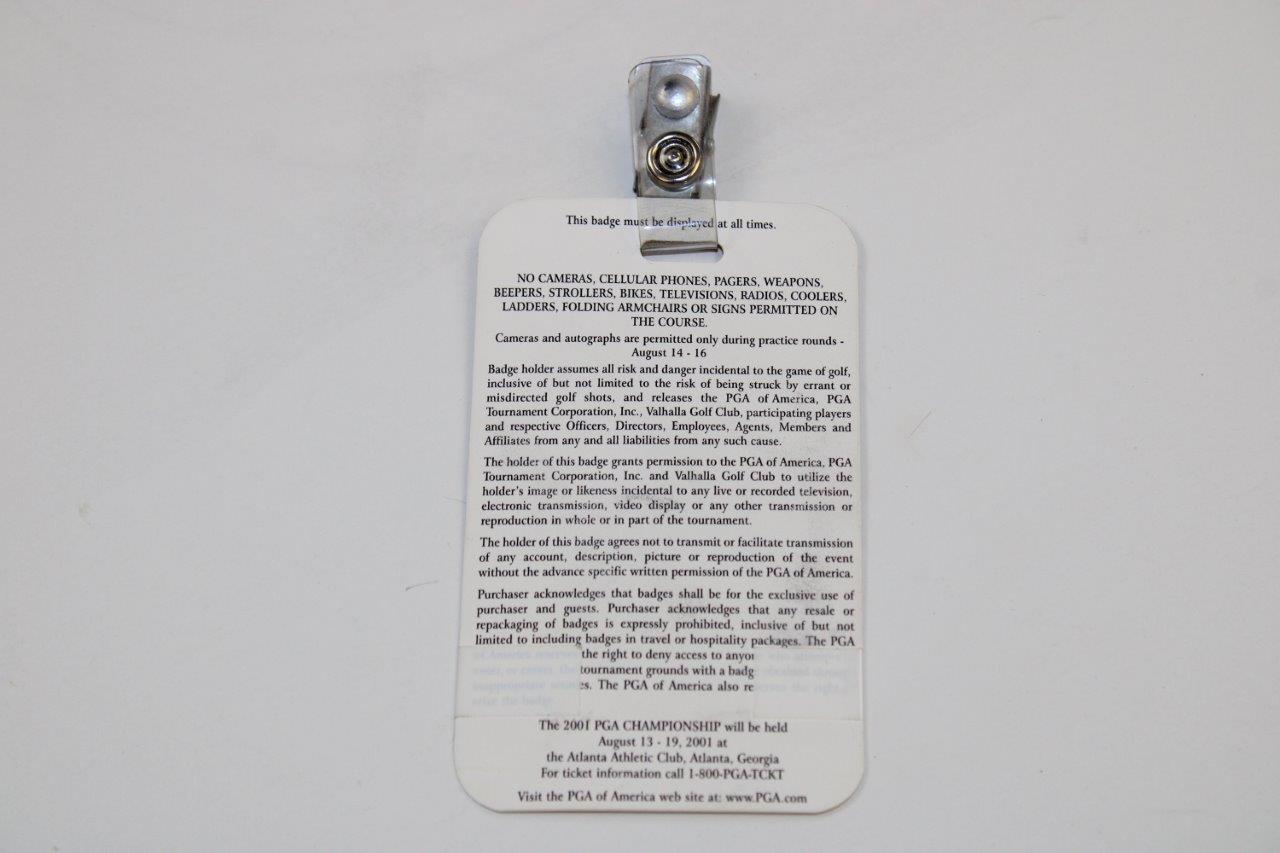 This badge must be displayed at all times.
NO CAMERAS, CELLULAR PHONES, PAGERS, WEAPONS,
BEEPERS, STROLLERS, BIKES, TELEVISIONS, RADIOS, COOLERS,
LADDERS, FOLDING ARMCHAIRS OR SIGNS PERMITTED ON
THE COURSE.
Cameras and autographs are permitted only during practice rounds -
August 14 - 16
Badge holder assumes all risk and danger incidental to the game of golf,
inclusive of but not limited to the risk of being struck by errant or
misdirected golf shots, and releases the PGA of America, PGA
Tournament Corporation, Inc., Valhalla Golf Club, participating players
and respective Officers, Directors, Employees, Agents, Members and
Affiliates from any and all liabilities from any such cause.
The holder of this badge grants permission to the PGA of America, PGA
Tournament Corporation, Inc. and Valhalla Golf Club to utilize the
holder's image or likeness incidental to any live or recorded television,
electronic transmission, video display or any other transmission or
reproduction in whole or in part of the tournament.
The holder of this badge agrees not to transmit or facilitate transmission
of any account, description, picture or reproduction of the event
without the advance specific written permission of the PGA of America.
Purchaser acknowledges that badges shall be for the exclusive use of
purchaser and guests. Purchaser acknowledges that any resale or
repackaging of badges is expressly prohibited, inclusive of but not
limited to including badges in travel or hospitality packages. The PGA
of America reserves the right to deny access to
tournament grounds with a
The PGA of America also
the badge.
The 2001 PGA CHAMPIONSHIP will be held
August 13 - 19, 2001 at
the Atlanta Athletic Club, Atlanta, Georgia
For ticket information call 1-800-PGA-TCKT
Visit the PGA of America web site at: www.PGA.com